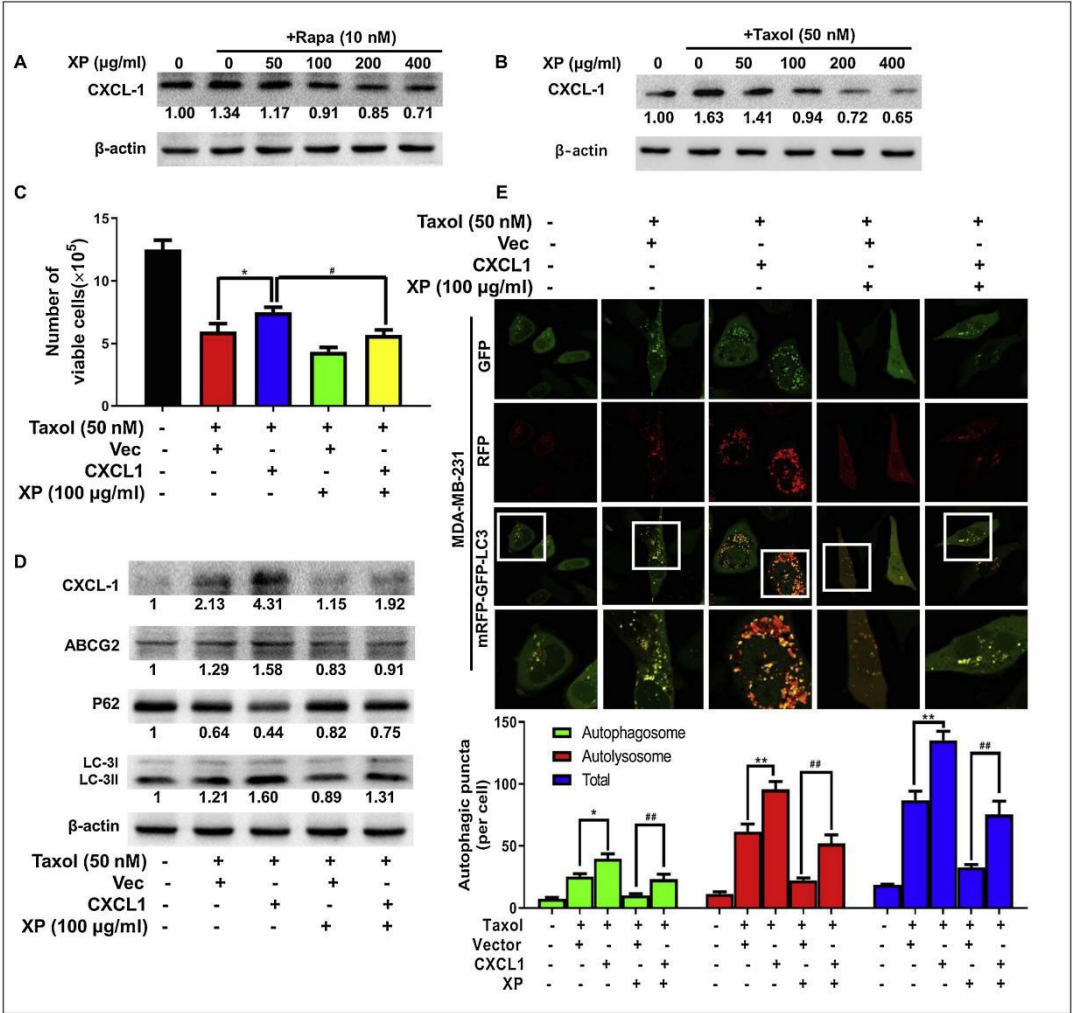 +Rapa (10 nM)
A XP (µg/ml) 0 0 50 100 200 400
CXCL-1
1.00 1.34 1.17 0.91 0.85 0.71
β-actin
+Taxol (50 nM)
B XP (µg/ml) 0 0 50 100 200 400
CXCL-1
1.00 1.63 1.41 0.94 0.72 0.65
β-actin
C
Number of
viable cells(×10⁵)
15
10
5
0
* #
Taxol (50 nM) - + + + +
Vec - + - + -
CXCL1 - - + - +
XP (100 µg/ml) - - - + +
D
CXCL-1
1 2.13 4.31 1.15 1.92
ABCG2
1 1.29 1.58 0.83 0.91
P62
1 0.64 0.44 0.82 0.75
LC-3I
LC-3II
1 1.21 1.60 0.89 1.31
β-actin
Taxol (50 nM) - + + + +
Vec - + - + -
CXCL1 - - + - +
XP (100 µg/ml) - - - + +
E
Taxol (50 nM) - + + + +
Vec - + - + -
CXCL1 - - + - +
XP (100 µg/ml) - - - + +
MDA-MB-231
GFP
RFP
mRFP-GFP-LC3
Autophagic puncta
(per cell)
150
100
50
0
Autophagosome
Autolysosome
Total
* ## ** ## ** ##
Taxol - + + + + - + + + + - + + + +
Vector - + - + - - + - + - - + - + -
CXCL1 - - + - + - - + - + - - + - +
XP - - - + + - - - + + - - - + +